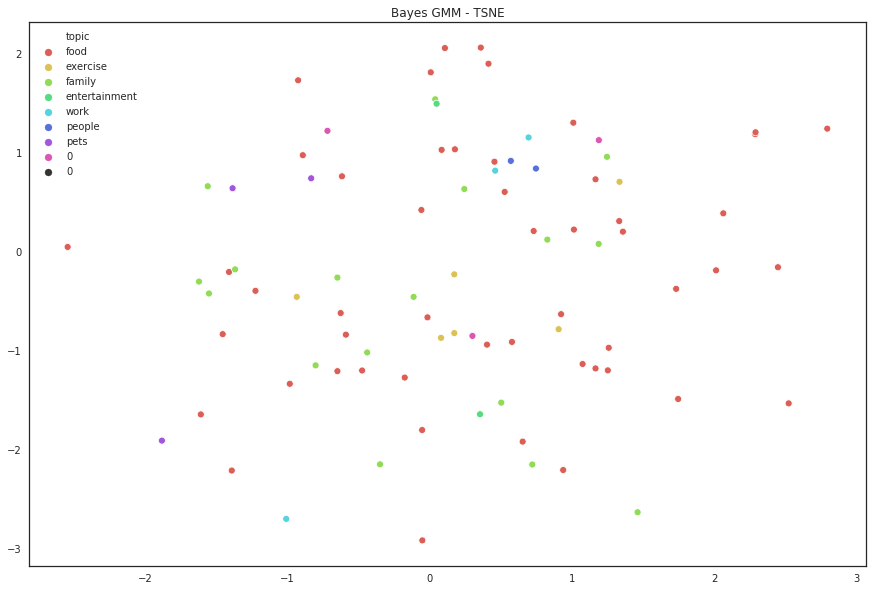 Bayes GMM - TSNE
topic
food
exercise
family
entertainment
work
people
pets
0
0
2
1
0
−1
−2
−3
−2
−1
0
1
2
3